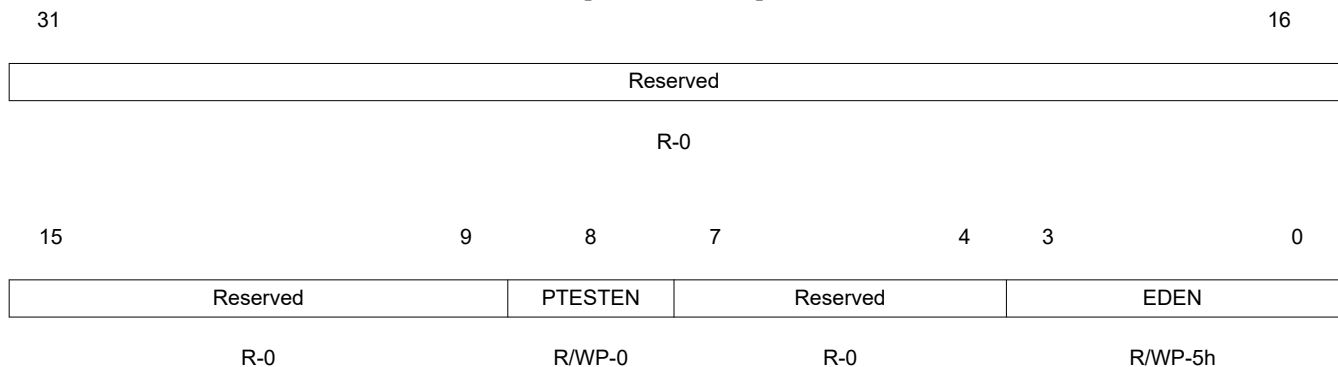 31 16
Reserved
R-0
15 9 8 7 4 3 0
Reserved PTESTEN Reserved EDEN
R-0 R/WP-0 R-0 R/WP-5h